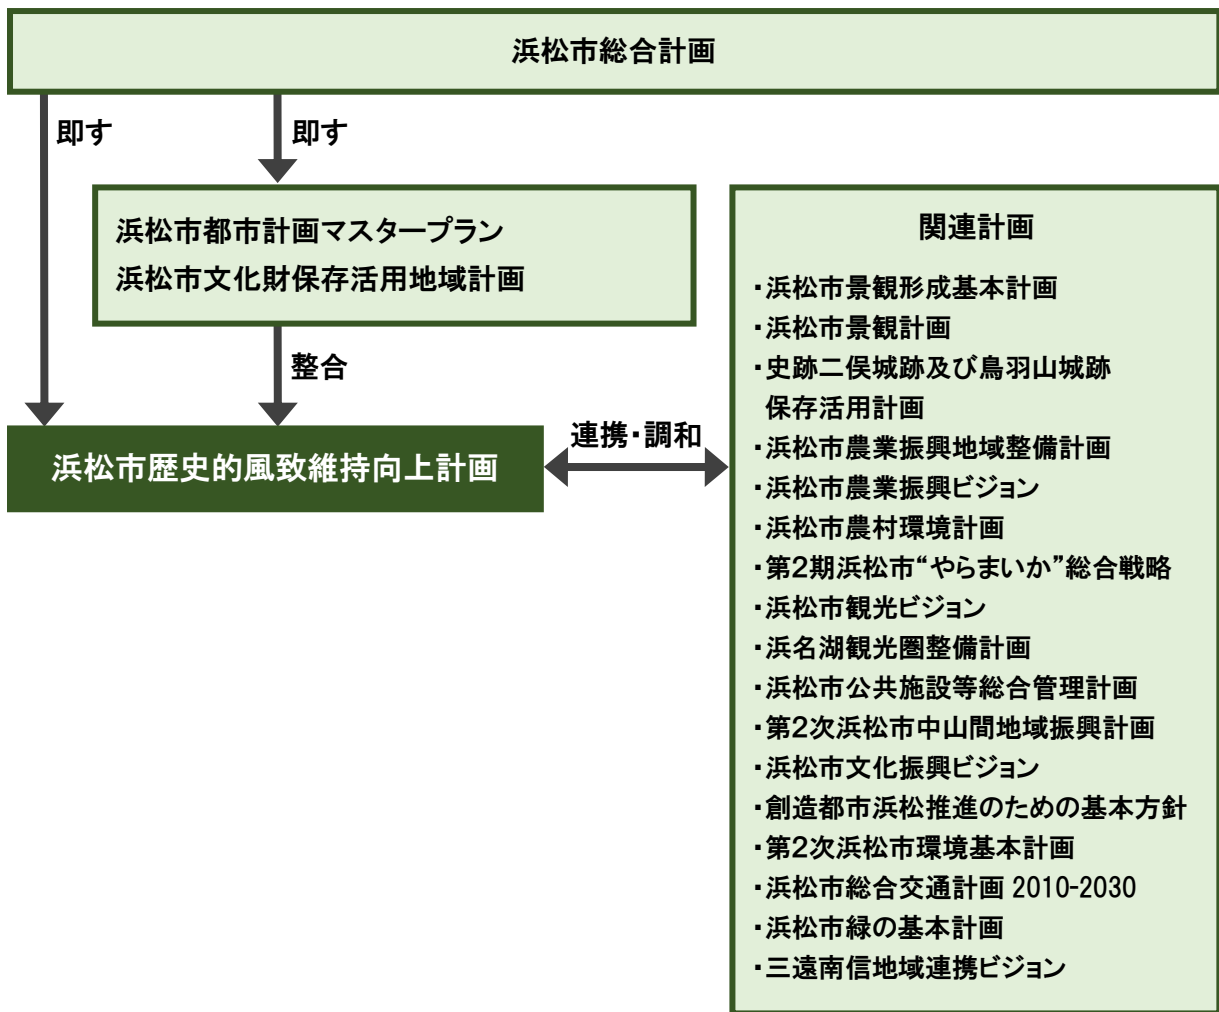 浜松市総合計画
即す
即す
浜松市都市計画マスタープラン
浜松市文化財保存活用地域計画
整合
浜松市歴史的風致維持向上計画
連携・調和
関連計画
・浜松市景観形成基本計画
・浜松市景観計画
・史跡二俣城跡及び鳥羽山城跡
保存活用計画
・浜松市農業振興地域整備計画
・浜松市農業振興ビジョン
・浜松市農村環境計画
・第2期浜松市“やらまいか”総合戦略
・浜松市観光ビジョン
・浜名湖観光圏整備計画
・浜松市公共施設等総合管理計画
・第2次浜松市中山間地域振興計画
・浜松市文化振興ビジョン
・創造都市浜松推進のための基本方針
・第2次浜松市環境基本計画
・浜松市総合交通計画 2010-2030
・浜松市緑の基本計画
・三遠南信地域連携ビジョン